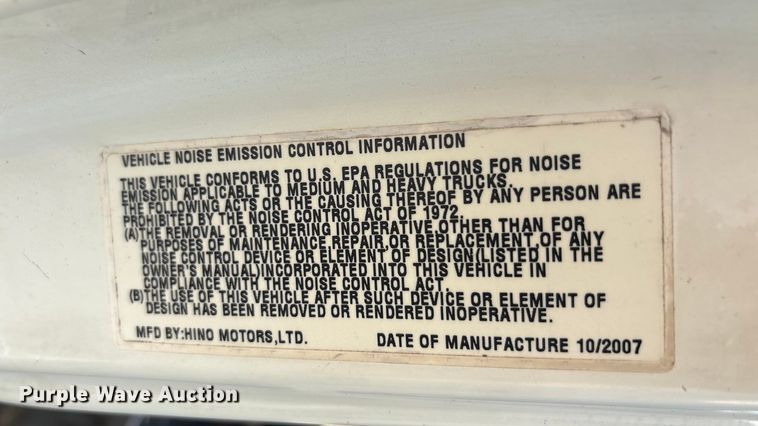 VEHICLE NOISE EMISSION CONTROL INFORMATION
THIS VEHICLE CONFORMS TO U.S. EPA REGULATIONS FOR NOISE
EMISSION APPLICABLE TO MEDIUM AND HEAVY TRUCKS.
THE FOLLOWING ACTS OR THE CAUSING THEREOF BY ANY PERSON ARE
PROHIBITED BY THE NOISE CONTROL ACT OF 1972.
(A)THE REMOVAL OR RENDERING INOPERATIVE OTHER THAN FOR
PURPOSES OF MAINTENANCE,REPAIR,OR REPLACEMENT,OF ANY
NOISE CONTROL DEVICE OR ELEMENT OF DESIGN(LISTED IN THE
OWNER'S MANUAL)INCORPORATED INTO THIS VEHICLE IN
COMPLIANCE WITH THE NOISE CONTROL ACT.
(B)THE USE OF THIS VEHICLE AFTER SUCH DEVICE OR ELEMENT OF
DESIGN HAS BEEN REMOVED OR RENDERED INOPERATIVE.
MFD BY:HINO MOTORS,LTD. DATE OF MANUFACTURE 10/2007
Purple Wave Auction